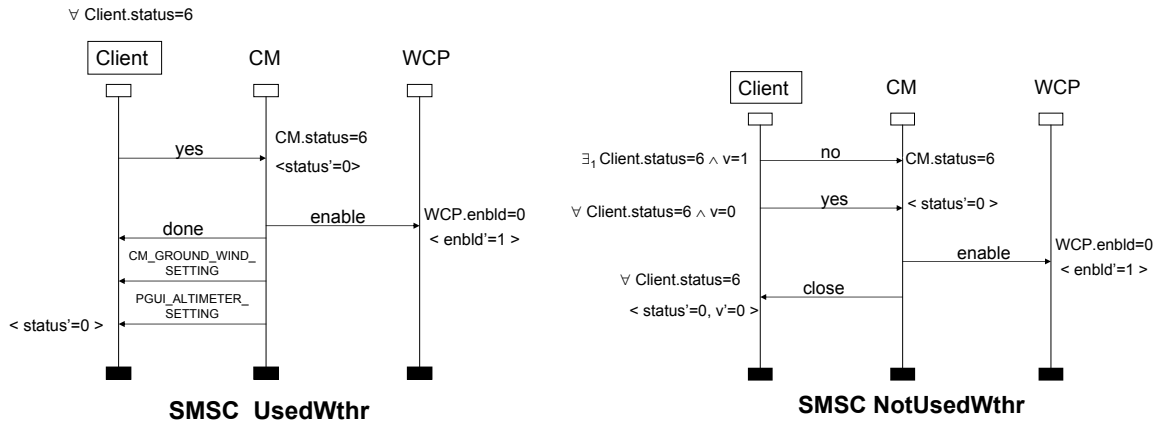 ∀ Client.status=6
Client
CM
WCP
yes
CM.status=6
<status'=0>
enable
WCP.enbld=0
< enbld'=1 >
done
CM_GROUND_WIND_
SETTING
PGUI_ALTIMETER_
SETTING
< status'=0 >
SMSC UsedWthr
Client
CM
WCP
∃₁ Client.status=6 ∧ v=1
no
CM.status=6
∀ Client.status=6 ∧ v=0
yes
< status'=0 >
enable
WCP.enbld=0
< enbld'=1 >
∀ Client.status=6
close
< status'=0, v'=0 >
SMSC NotUsedWthr